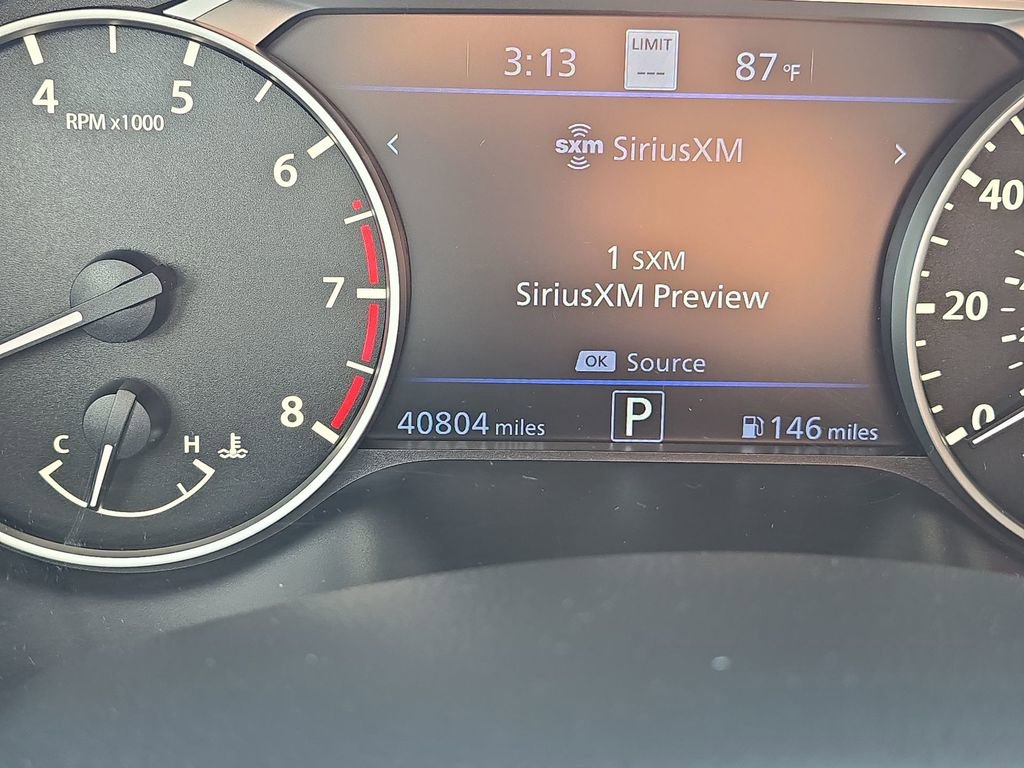 3:13
LIMIT
---
87 °F
sxm SiriusXM
1 SXM
SiriusXM Preview
OK Source
40804 miles
P
146 miles
4
5
RPM x1000
6
7
8
C
H
40
20
0